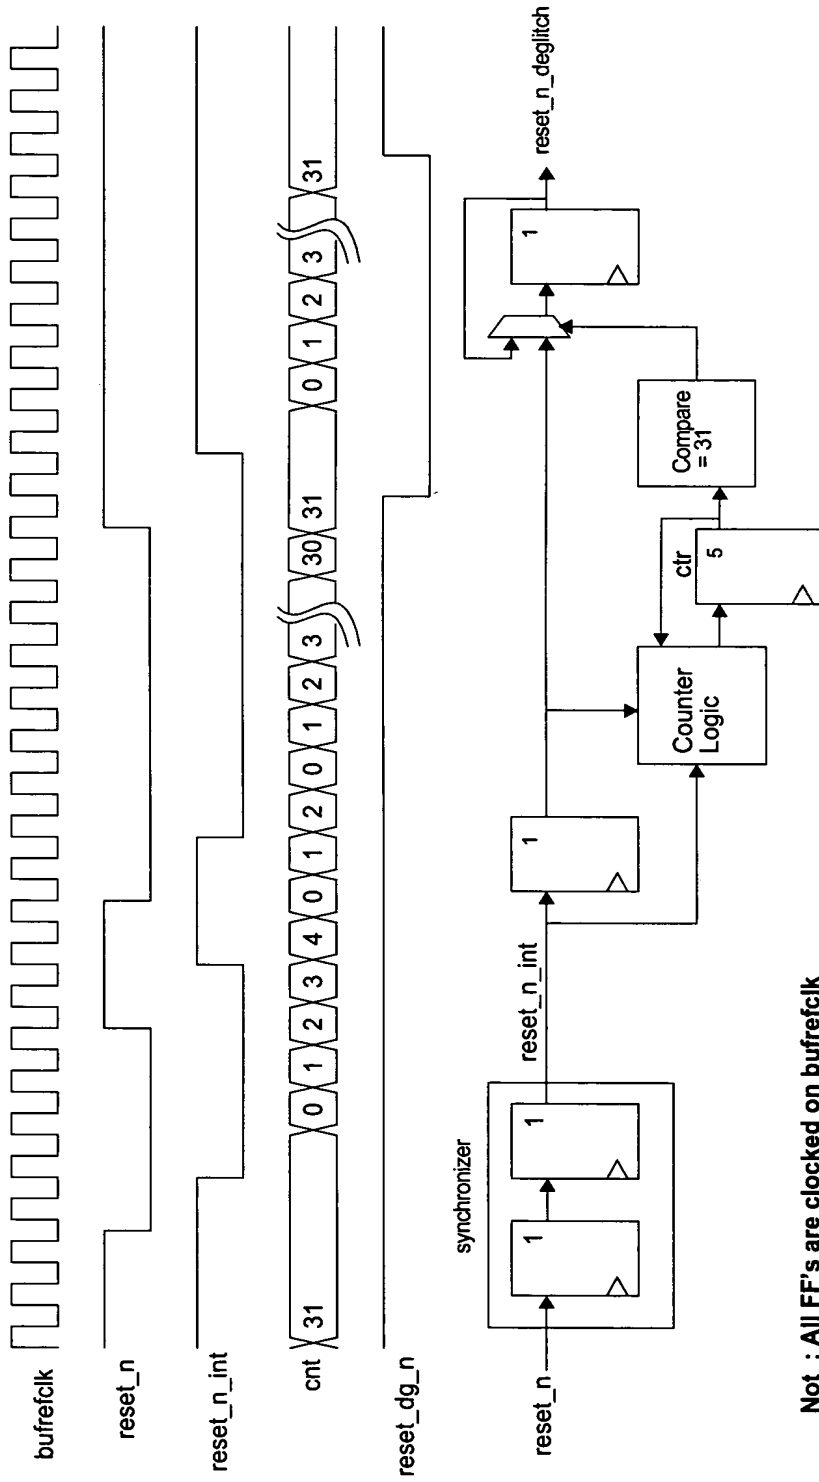 bufrefclk
reset_n
reset_n_int
cnt
31 0 1 2 3 4 0 1 2 0 1 2 3 30 31 0 1 2 3 31
reset_dg_n
synchronizer
reset_n
1
1
reset_n_int
1
Counter
Logic
ctr
5
Compare
= 31
1
reset_n_deglitch
Not : All FF's are clocked on bufrefclk